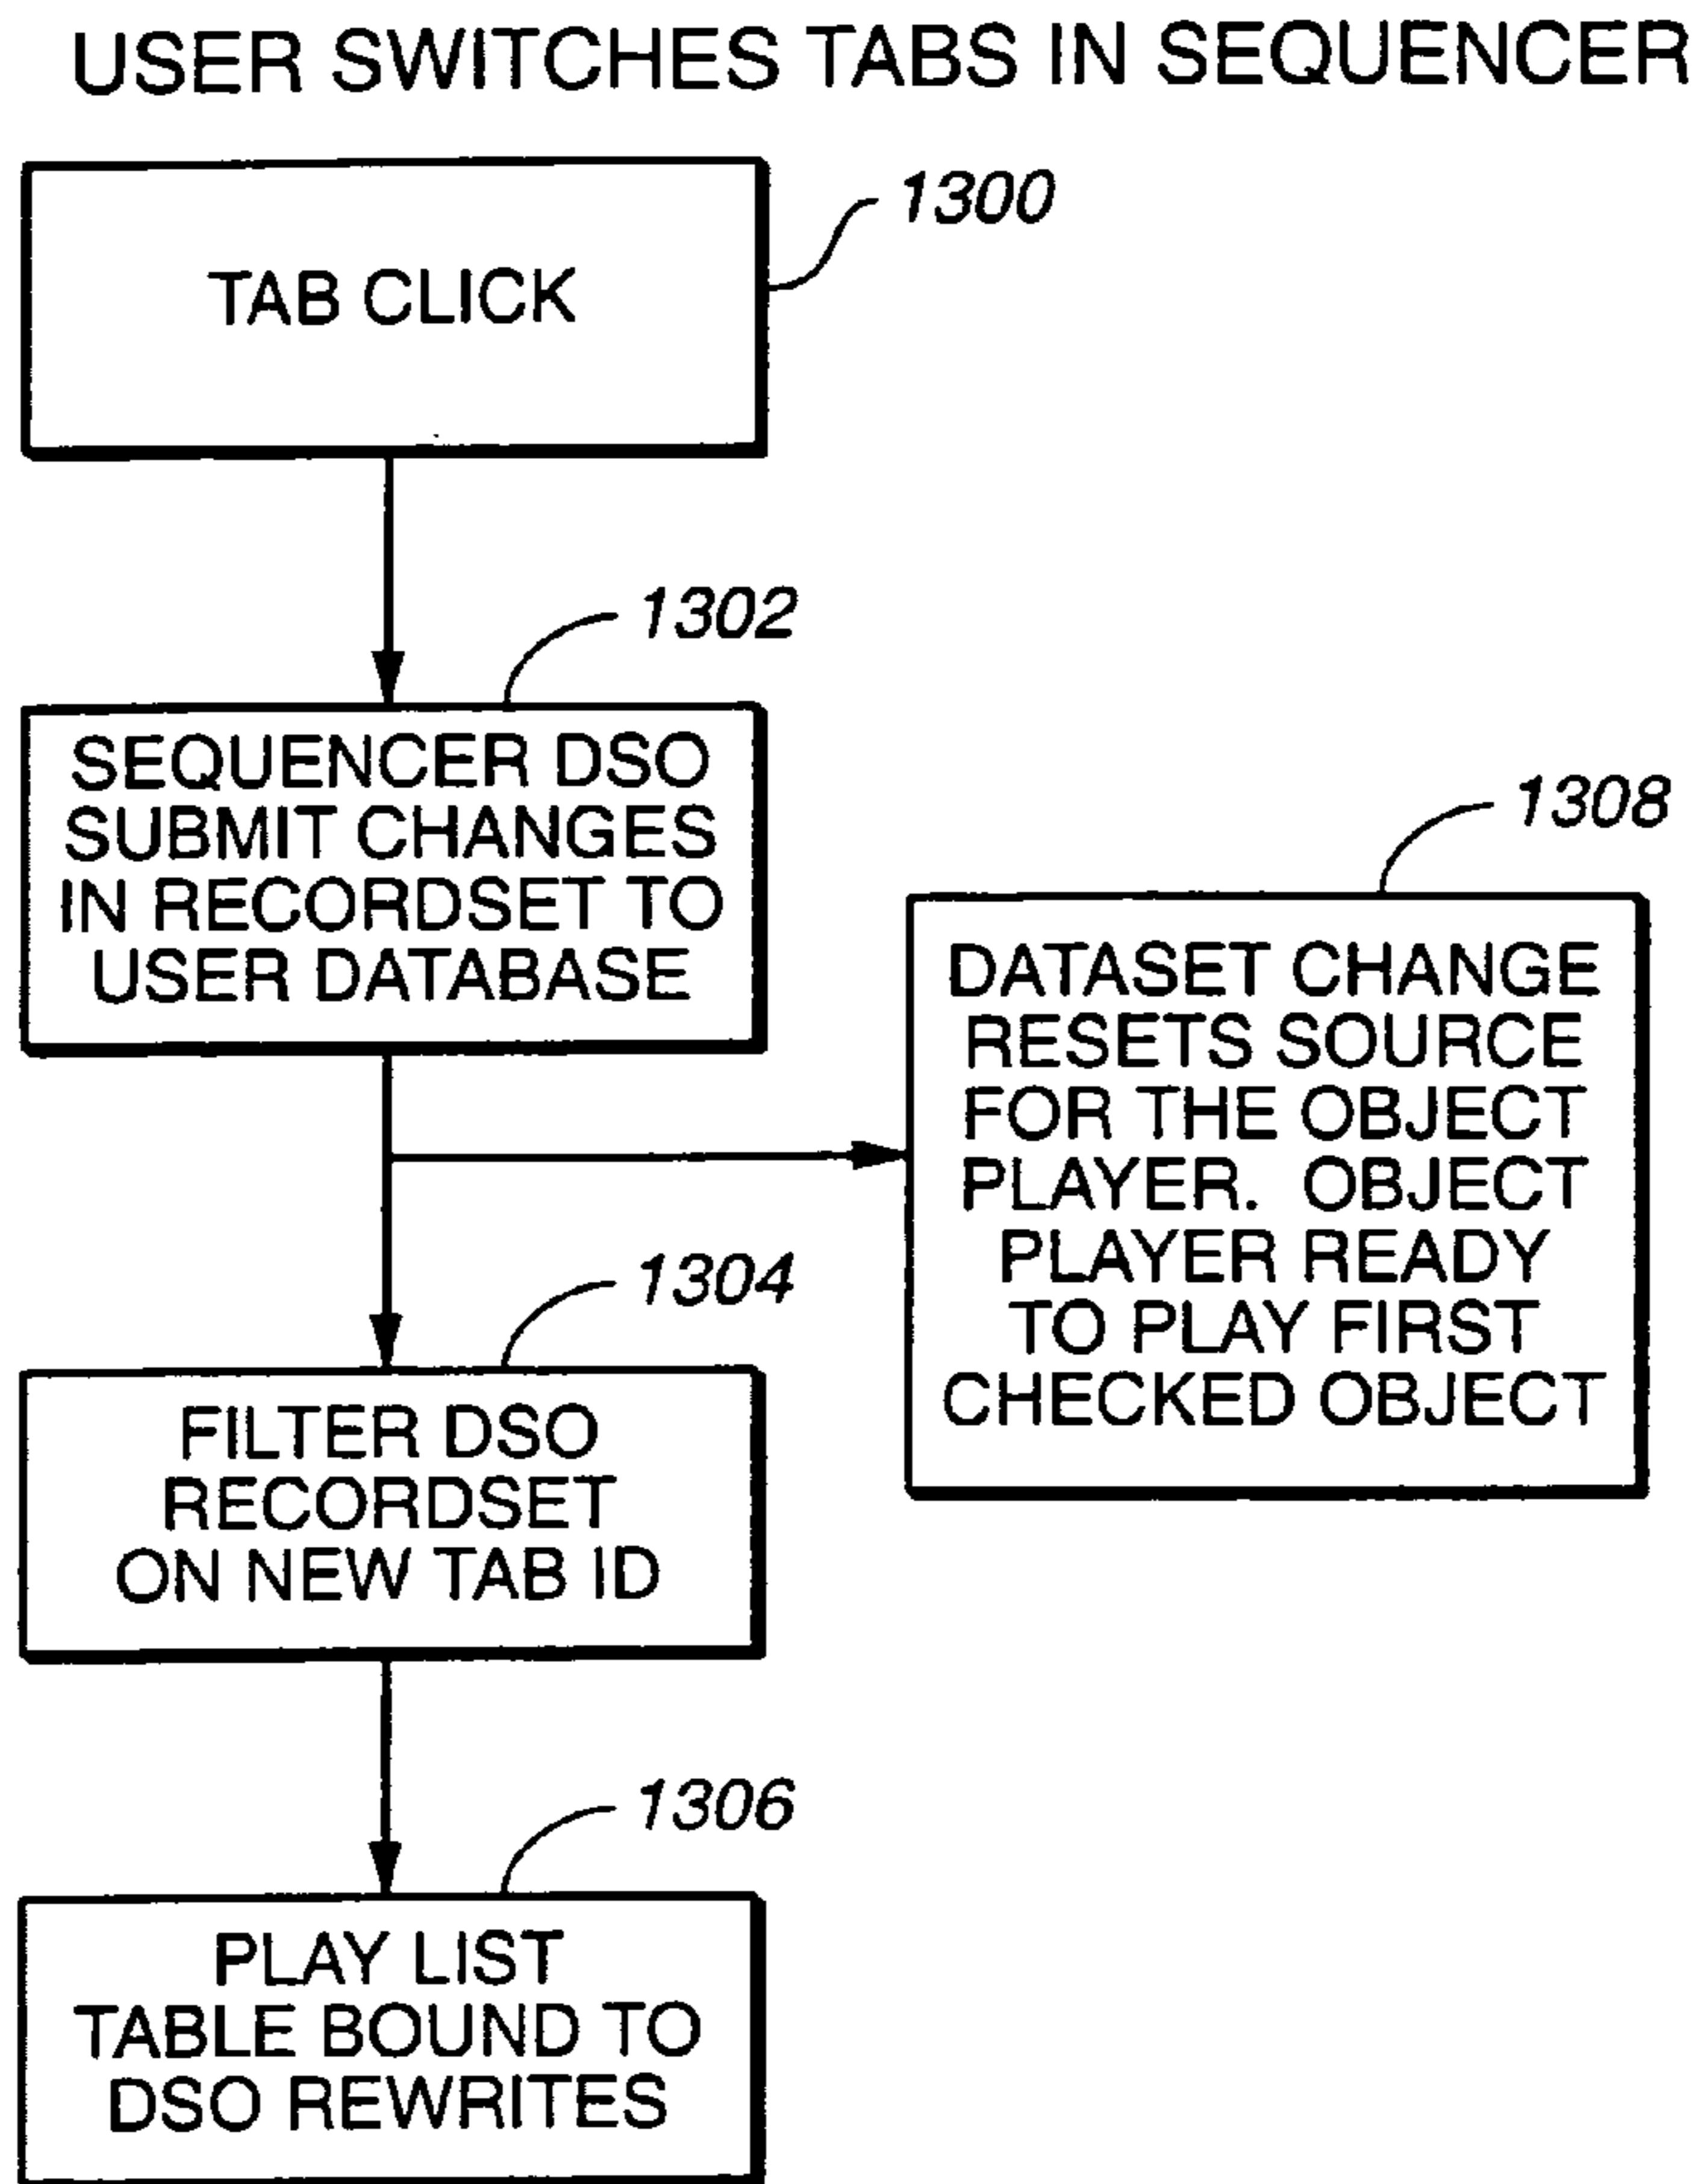 USER SWITCHES TABS IN SEQUENCER
1300
TAB CLICK
1302
SEQUENCER DSO
SUBMIT CHANGES
IN RECORDSET TO
USER DATABASE
1308
DATASET CHANGE
RESETS SOURCE
FOR THE OBJECT
PLAYER. OBJECT
PLAYER READY
TO PLAY FIRST
CHECKED OBJECT
1304
FILTER DSO
RECORDSET
ON NEW TAB ID
1306
PLAY LIST
TABLE BOUND TO
DSO REWRITES